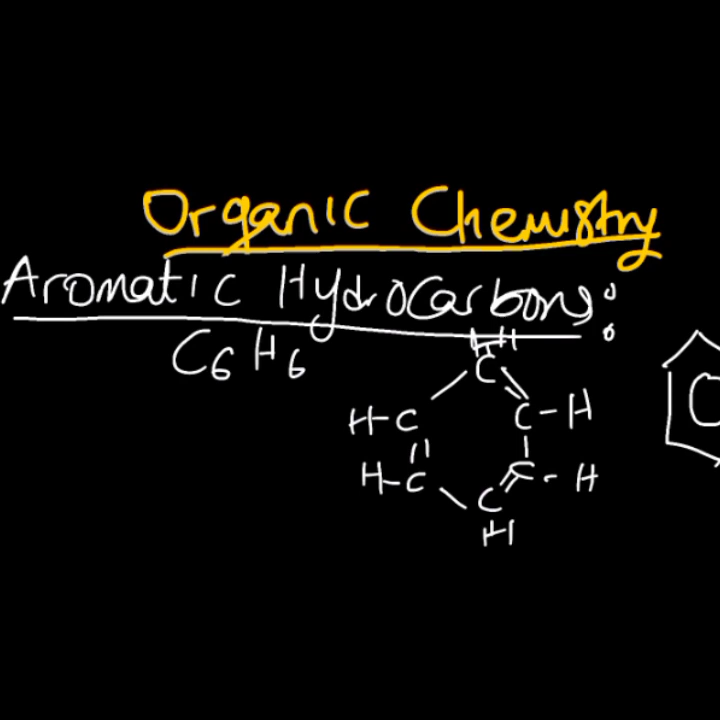 Organic Chemistry
Aromatic Hydrocarbons:
C6H6
H
C
H-C C-H
H-C C-H
C
H